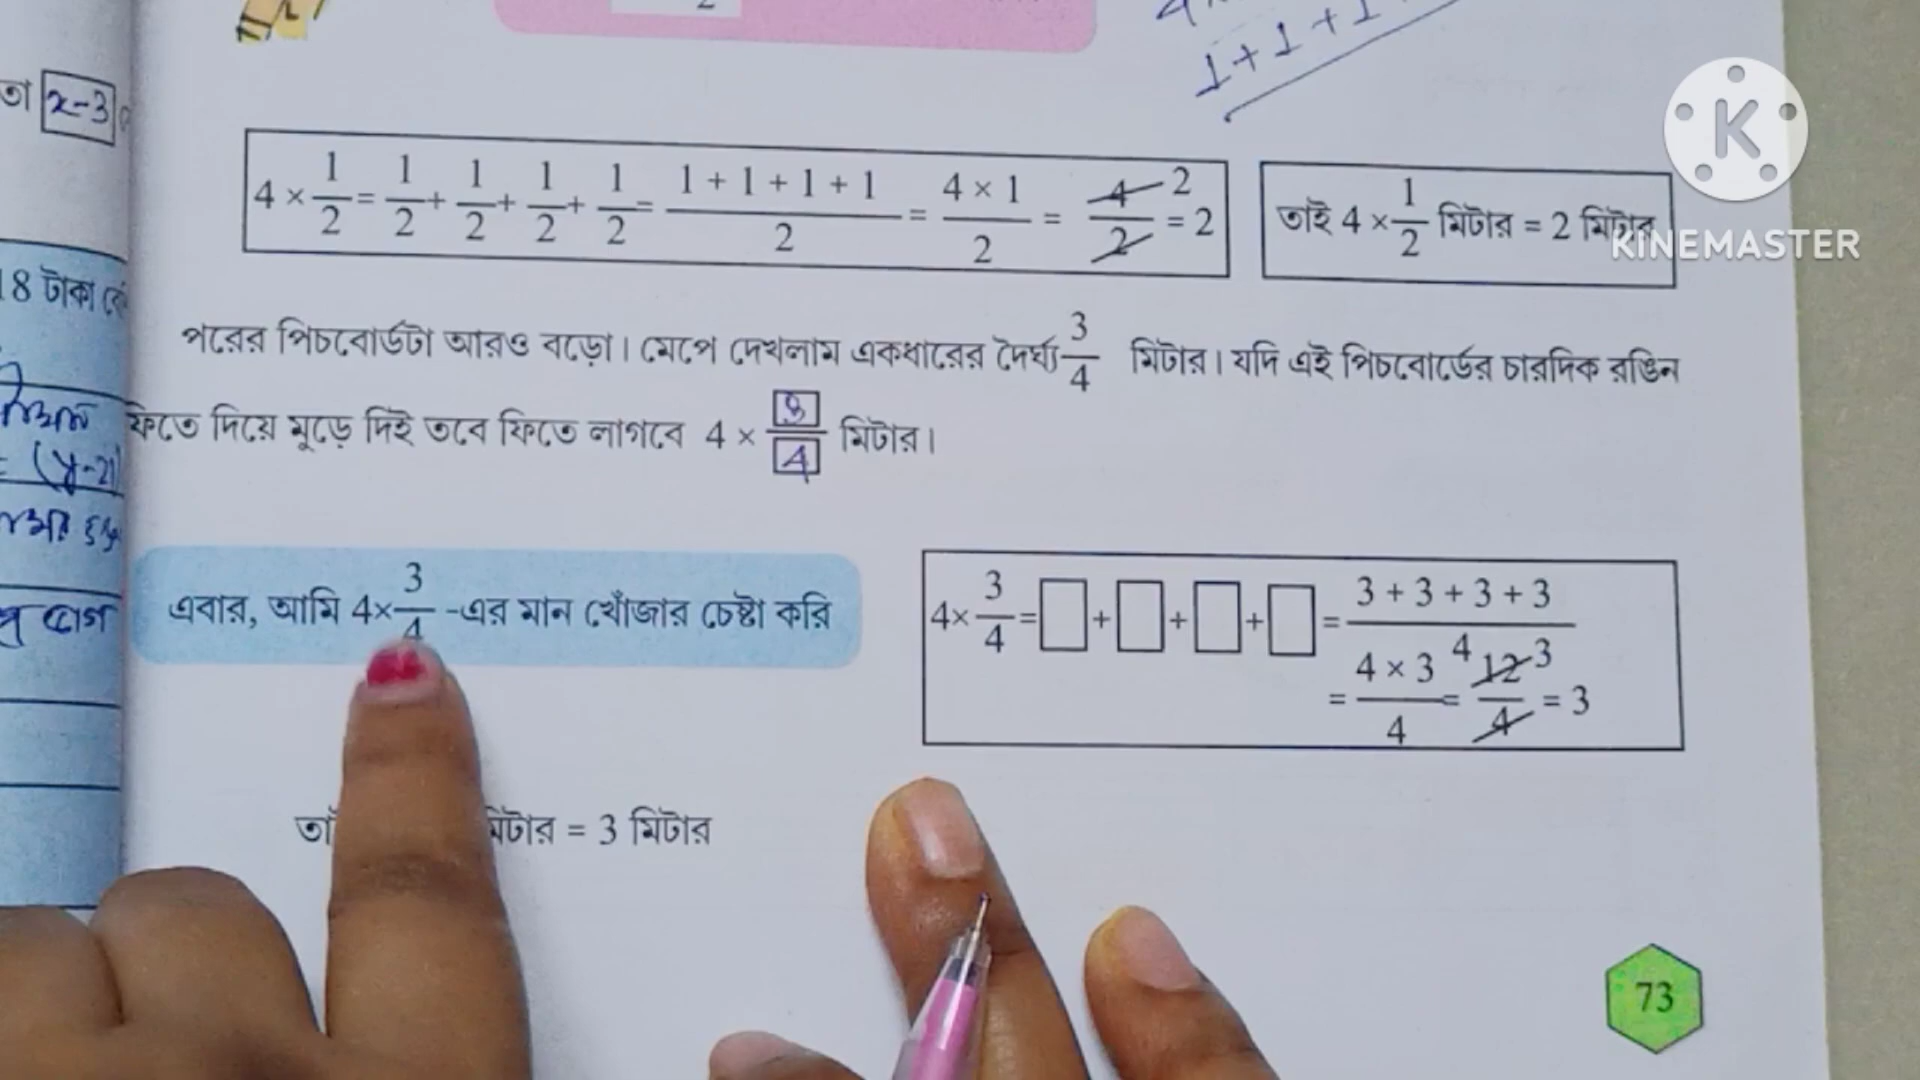 তা x-3
1+1+1
4 × 1/2 = 1/2 + 1/2 + 1/2 + 1/2 = (1 + 1 + 1 + 1)/2 = (4 × 1)/2 = 4/2 2 = 2
তাই 4 × 1/2 মিটার = 2 মিটার
KINEMASTER
18 টাকা
পরের পিচবোর্ডটা আরও বড়ো। মেপে দেখলাম একধারের দৈর্ঘ্য 3/4 মিটার। যদি এই পিচবোর্ডের চারদিক রঙিন
ফিতে দিয়ে মুড়ে দিই তবে ফিতে লাগবে 4 × 3/4 মিটার।
(y-21)
এবার, আমি 4× 3/4 -এর মান খোঁজার চেষ্টা করি
4× 3/4 = □ + □ + □ + □ = (3 + 3 + 3 + 3)/4
= (4 × 3)/4 = 12/4 3 = 3
মিটার = 3 মিটার
73